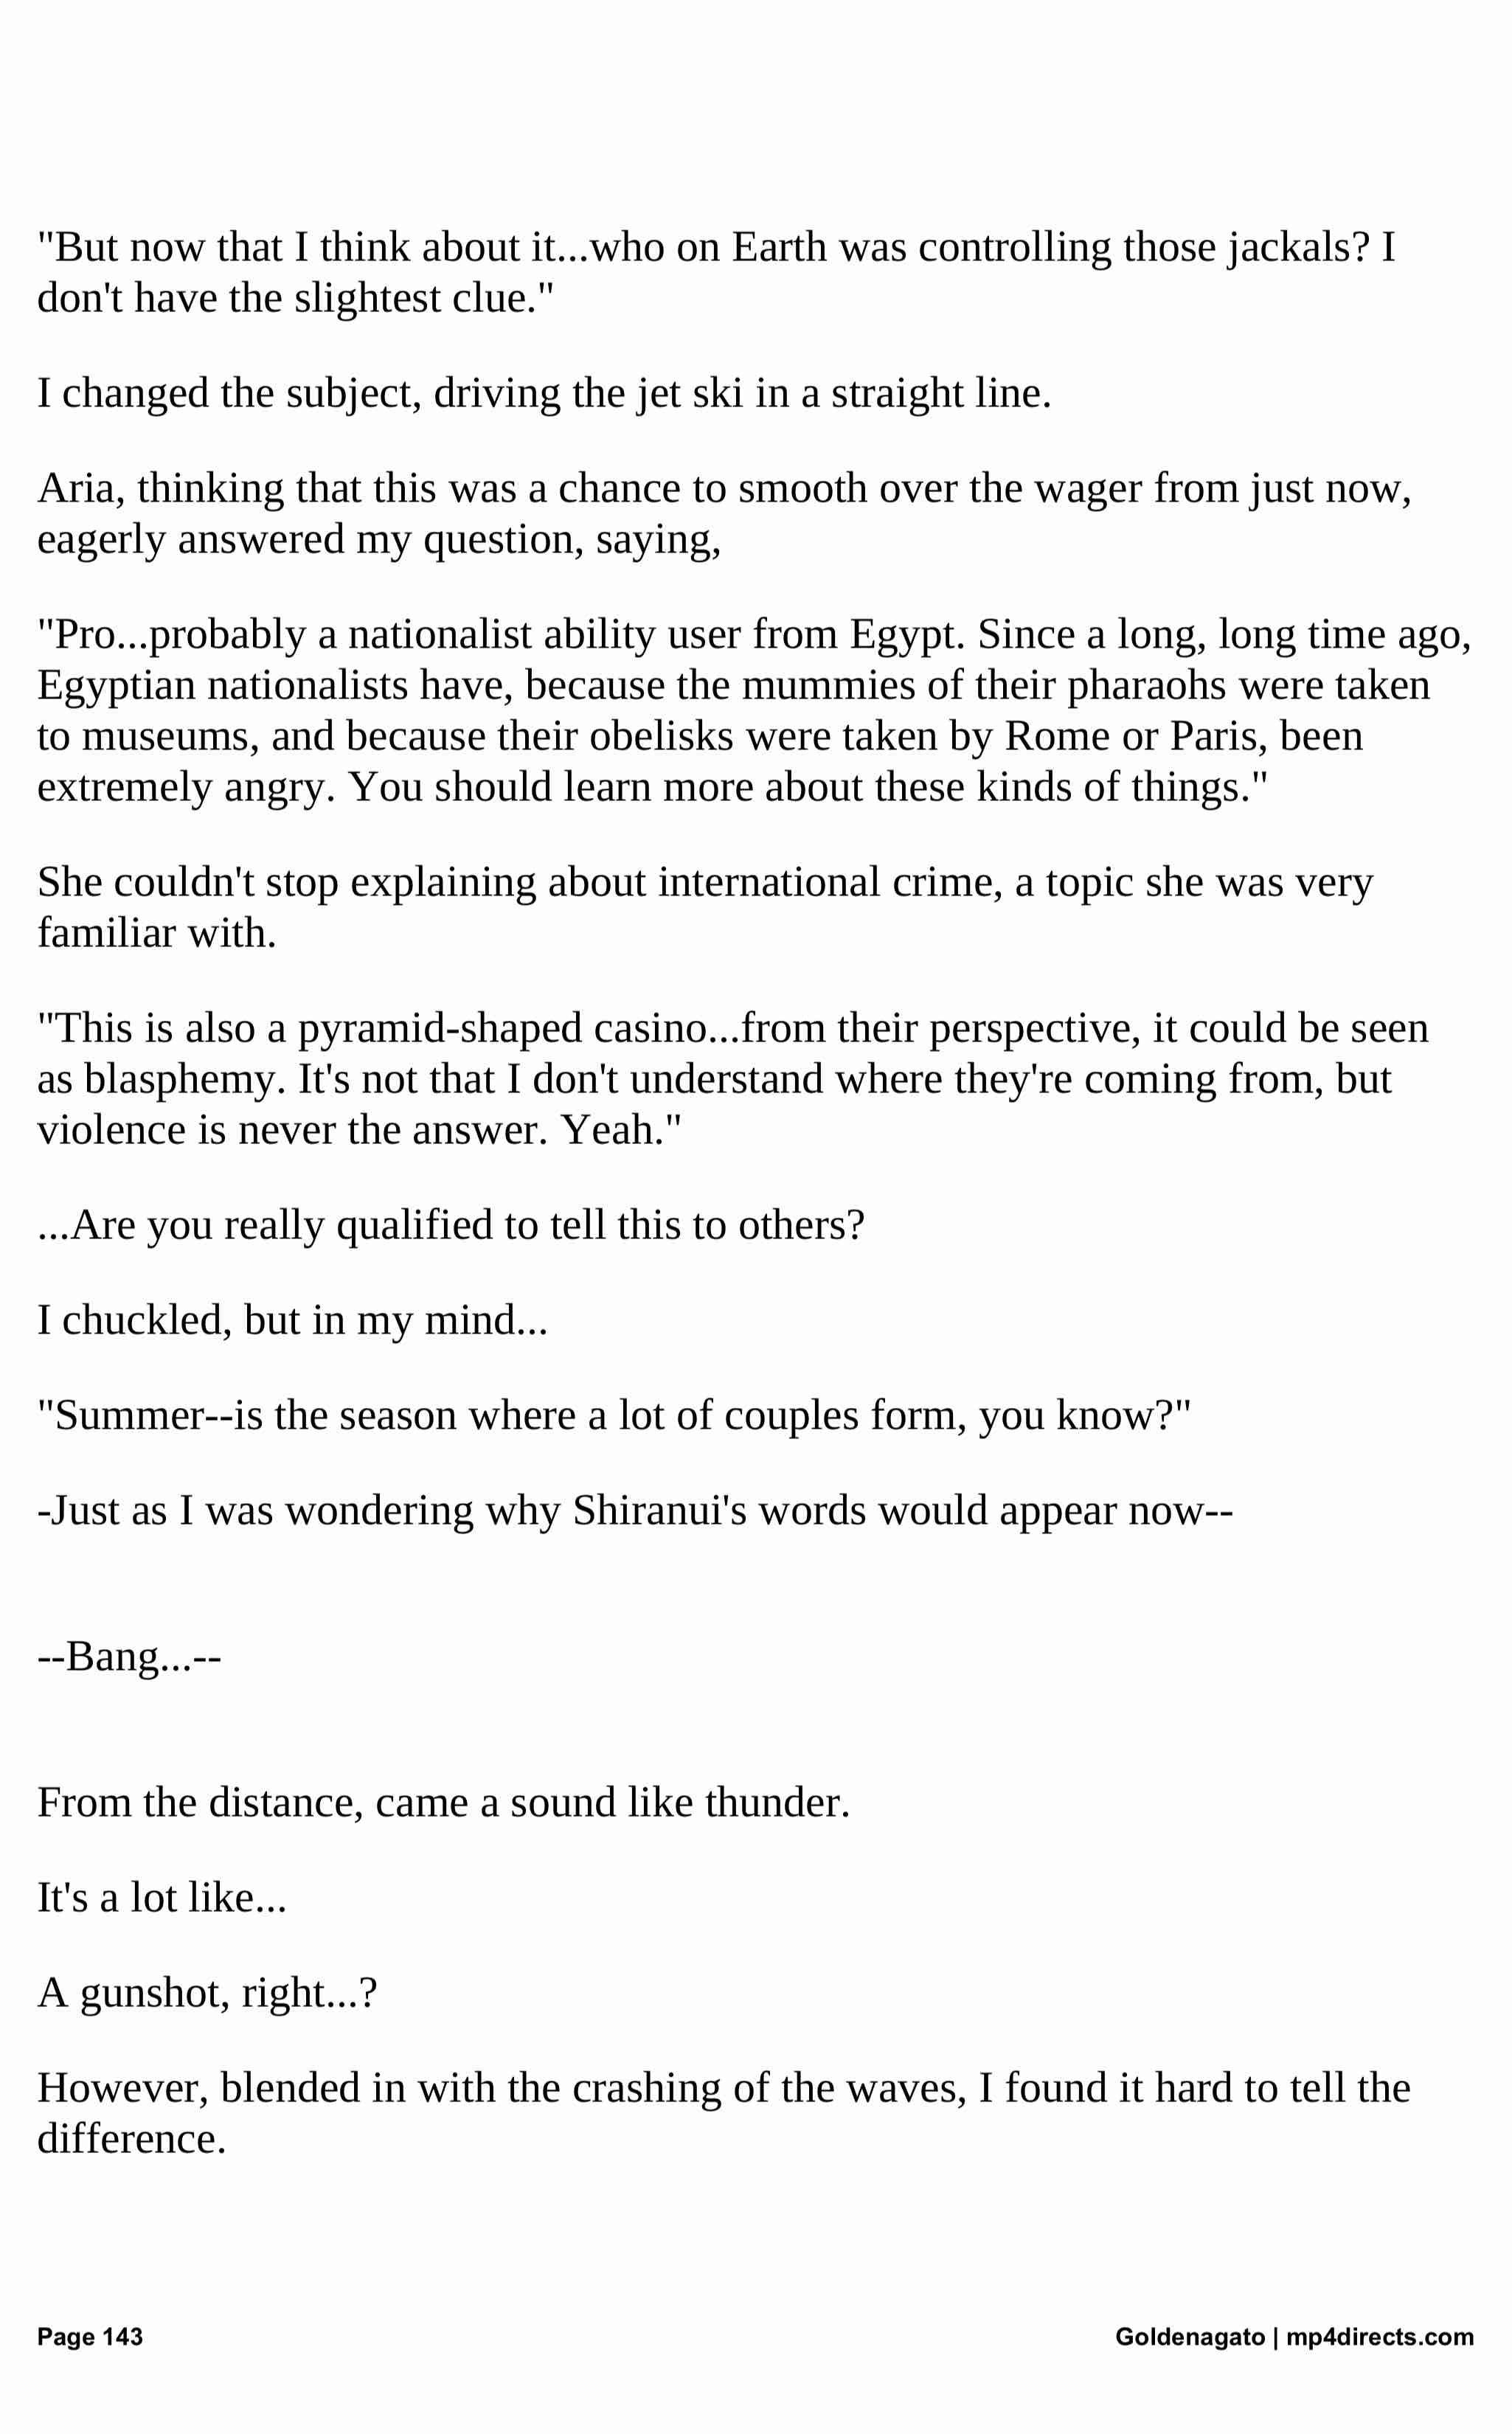 "But now that I think about it...who on Earth was controlling those jackals? I
don't have the slightest clue."
I changed the subject, driving the jet ski in a straight line.
Aria, thinking that this was a chance to smooth over the wager from just now,
eagerly answered my question, saying,
"Pro...probably a nationalist ability user from Egypt. Since a long, long time ago,
Egyptian nationalists have, because the mummies of their pharaohs were taken
to museums, and because their obelisks were taken by Rome or Paris, been
extremely angry. You should learn more about these kinds of things."
She couldn't stop explaining about international crime, a topic she was very
familiar with.
"This is also a pyramid-shaped casino...from their perspective, it could be seen
as blasphemy. It's not that I don't understand where they're coming from, but
violence is never the answer. Yeah."
...Are you really qualified to tell this to others?
I chuckled, but in my mind...
"Summer--is the season where a lot of couples form, you know?"
-Just as I was wondering why Shiranui's words would appear now--
--Bang...--
From the distance, came a sound like thunder.
It's a lot like...
A gunshot, right...?
However, blended in with the crashing of the waves, I found it hard to tell the
difference.
Page 143
Goldenagato | mp4directs.com